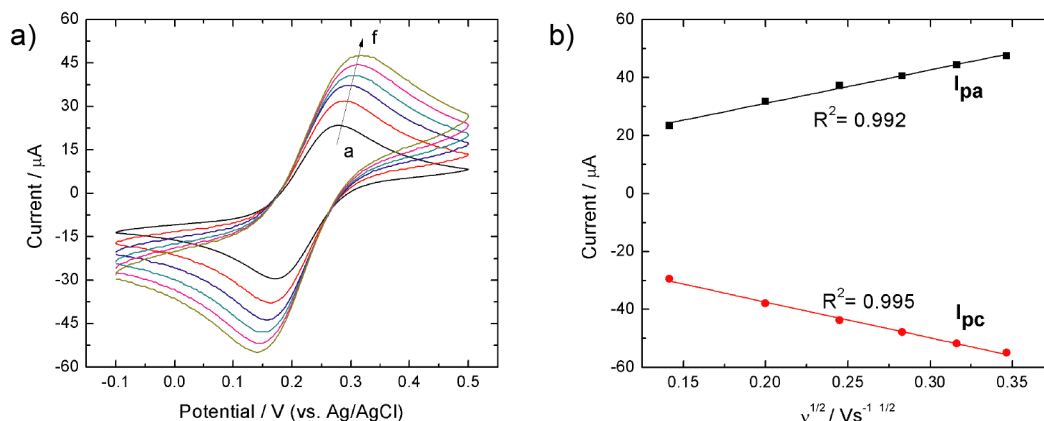 a)
60
45
30
15
0
-15
-30
-45
-60
Current / μA
f
a
-0.1 0.0 0.1 0.2 0.3 0.4 0.5
Potential / V (vs. Ag/AgCl)
b)
60
40
20
0
-20
-40
-60
Current / μA
Ipa
R²= 0.992
R²= 0.995
Ipc
0.15 0.20 0.25 0.30 0.35
ν^1/2 / Vs^-1 ^1/2